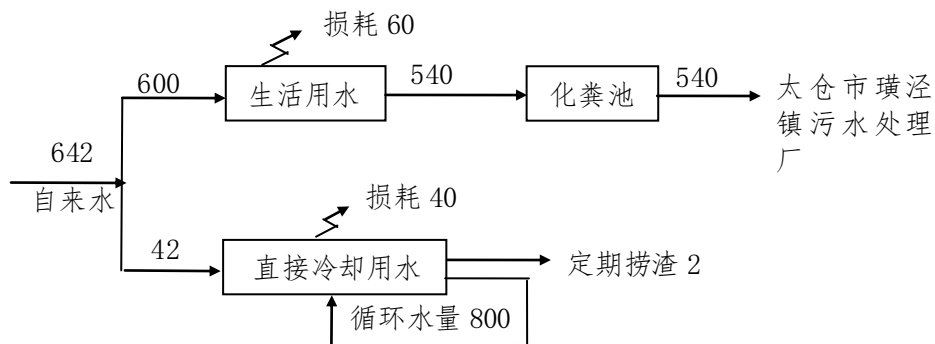 损耗 60
600
生活用水
540
化粪池
540
太仓市璜泾
镇污水处理
厂
642
自来水
损耗 40
42
直接冷却用水
定期捞渣 2
循环水量 800